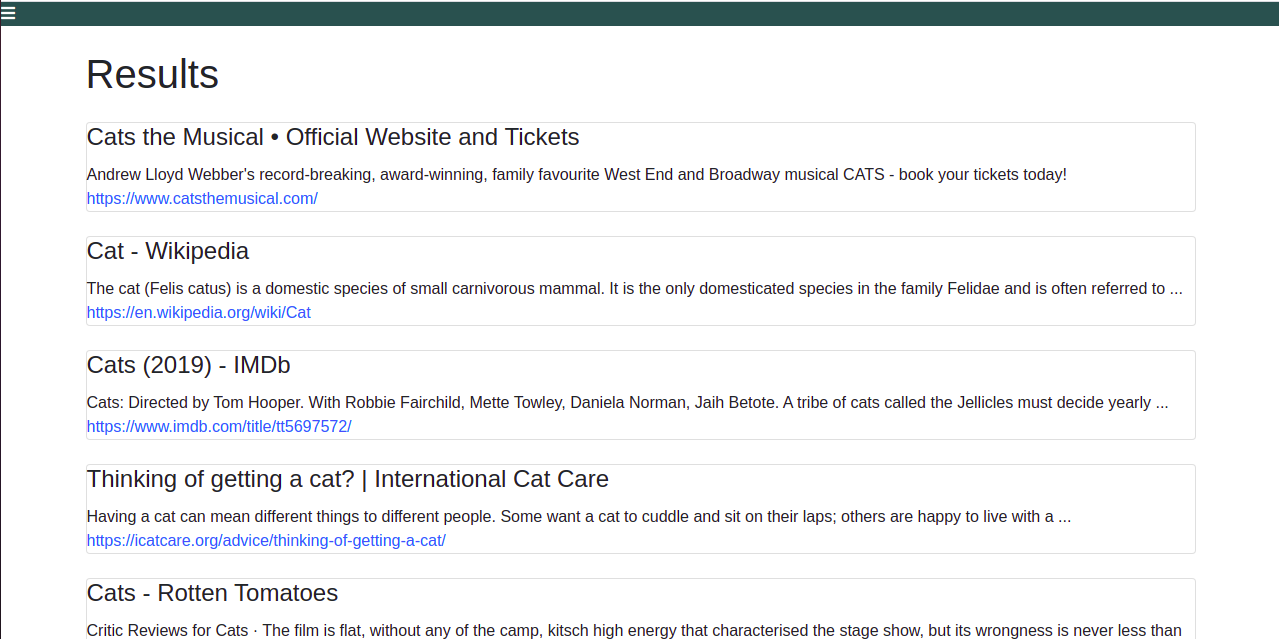 Results
Cats the Musical • Official Website and Tickets
Andrew Lloyd Webber's record-breaking, award-winning, family favourite West End and Broadway musical CATS - book your tickets today!
https://www.catsthemusical.com/
Cat - Wikipedia
The cat (Felis catus) is a domestic species of small carnivorous mammal. It is the only domesticated species in the family Felidae and is often referred to ...
https://en.wikipedia.org/wiki/Cat
Cats (2019) - IMDb
Cats: Directed by Tom Hooper. With Robbie Fairchild, Mette Towley, Daniela Norman, Jaih Betote. A tribe of cats called the Jellicles must decide yearly ...
https://www.imdb.com/title/tt5697572/
Thinking of getting a cat? | International Cat Care
Having a cat can mean different things to different people. Some want a cat to cuddle and sit on their laps; others are happy to live with a ...
https://icatcare.org/advice/thinking-of-getting-a-cat/
Cats - Rotten Tomatoes
Critic Reviews for Cats · The film is flat, without any of the camp, kitsch high energy that characterised the stage show, but its wrongness is never less than